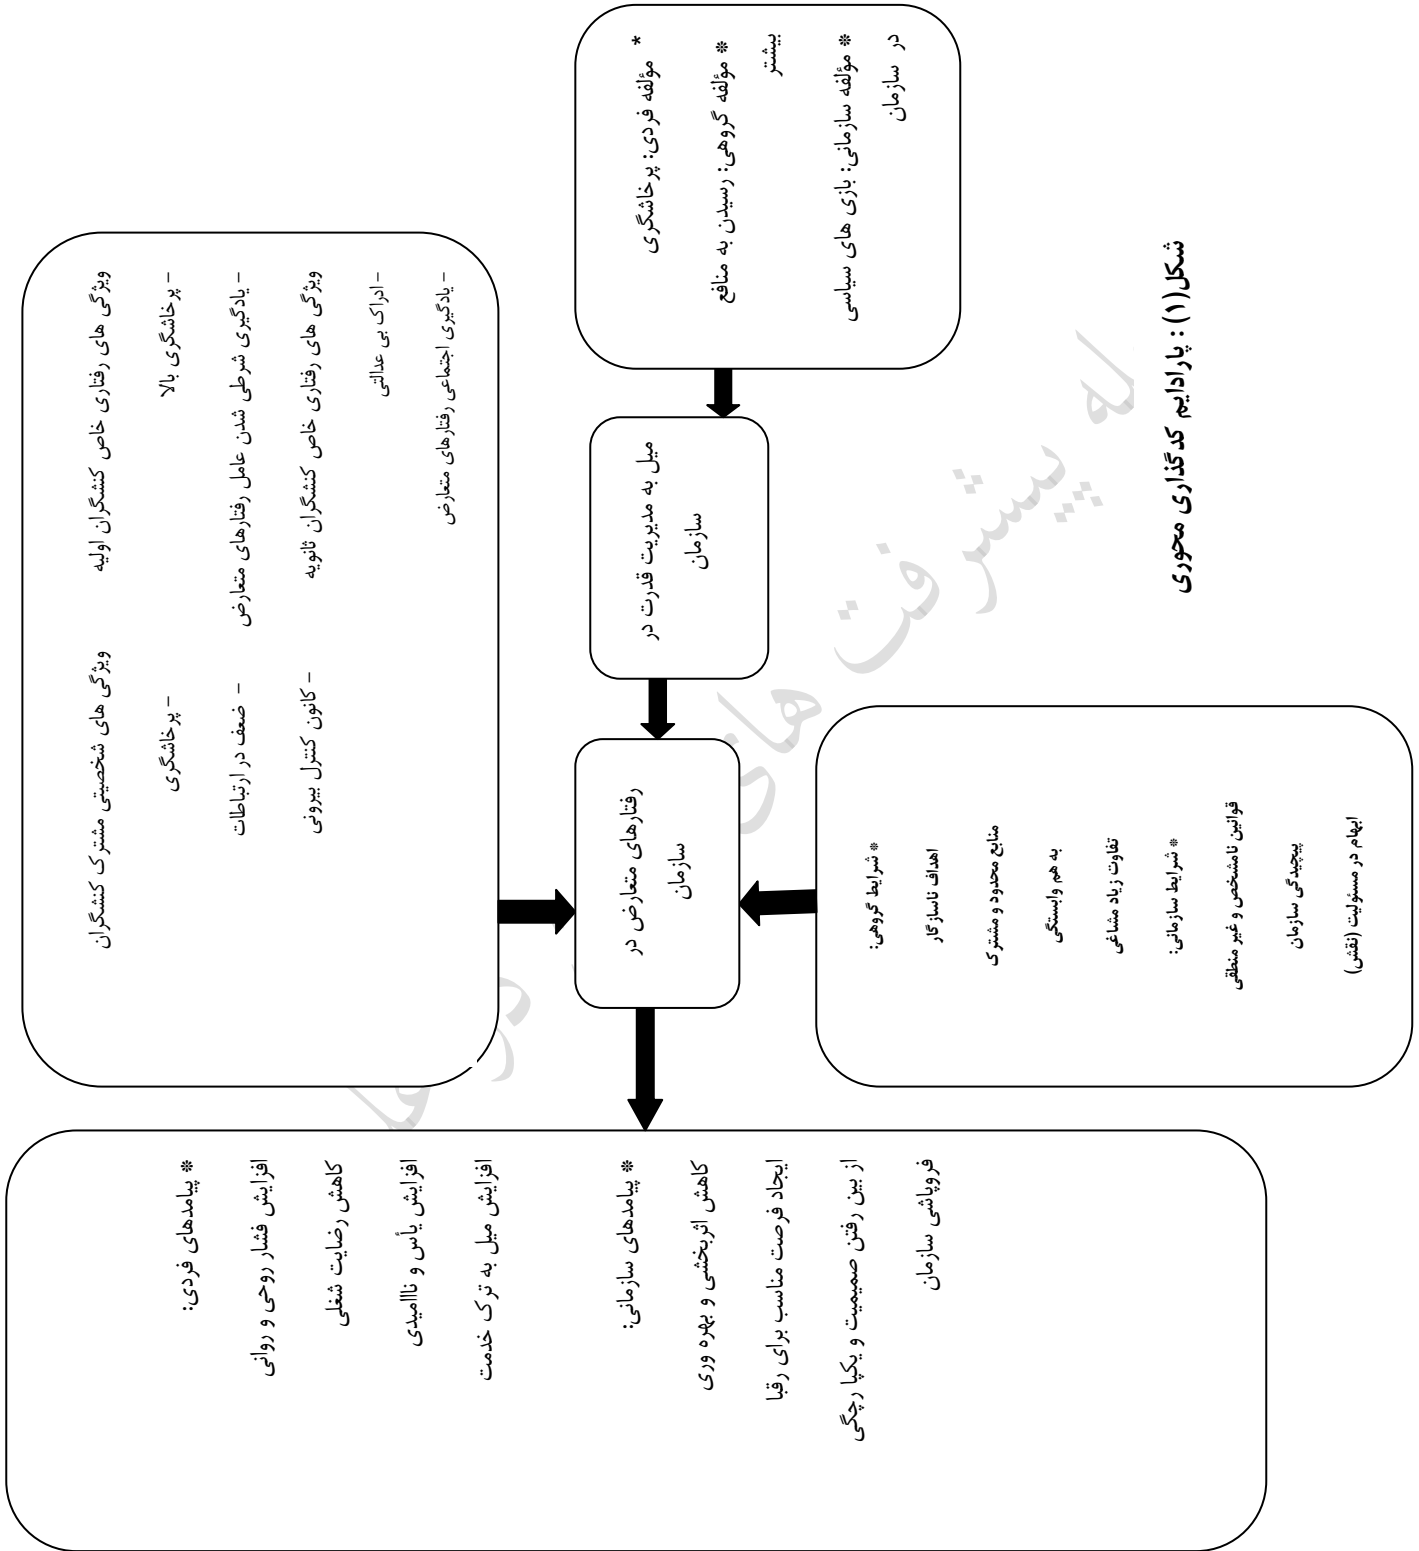 * مؤلفه فردی: پرخاشگری
* مؤلفه گروهی: رسیدن به منافع
بیشتر
* مؤلفه سازمانی: بازی های سیاسی
در سازمان
میل به مدیریت قدرت در
سازمان
ویژگی های رفتاری خاص کنشگران اولیه
- پرخاشگری بالا
- یادگیری شرطی شدن عامل رفتارهای متعارض
ویژگی های رفتاری خاص کنشگران ثانویه
- ادراک بی عدالتی
- یادگیری اجتماعی رفتارهای متعارض
ویژگی های شخصیتی مشترک کنشگران
- پرخاشگری
- ضعف در ارتباطات
- کانون کنترل بیرونی
رفتارهای متعارض در
سازمان
* شرایط گروهی:
اهداف ناسازگار
منابع محدود و مشترک
به هم وابستگی
تفاوت زیاد مشاغی
* شرایط سازمانی:
قوانین نامشخص و غیر منطقی
پیچیدگی سازمان
ابهام در مسئولیت (نقش)
* پیامدهای فردی:
افزایش فشار روحی و روانی
کاهش رضایت شغلی
افزایش یأس و نااامیدی
افزایش میل به ترک خدمت
* پیامدهای سازمانی:
کاهش اثربخشی و بهره وری
ایجاد فرصت مناسب برای رقبا
از بین رفتن صمیمیت و یکپا رچگی
فروپاشی سازمان
شکل(۱) : پارادایم کدگذاری محوری
پیشرفت های